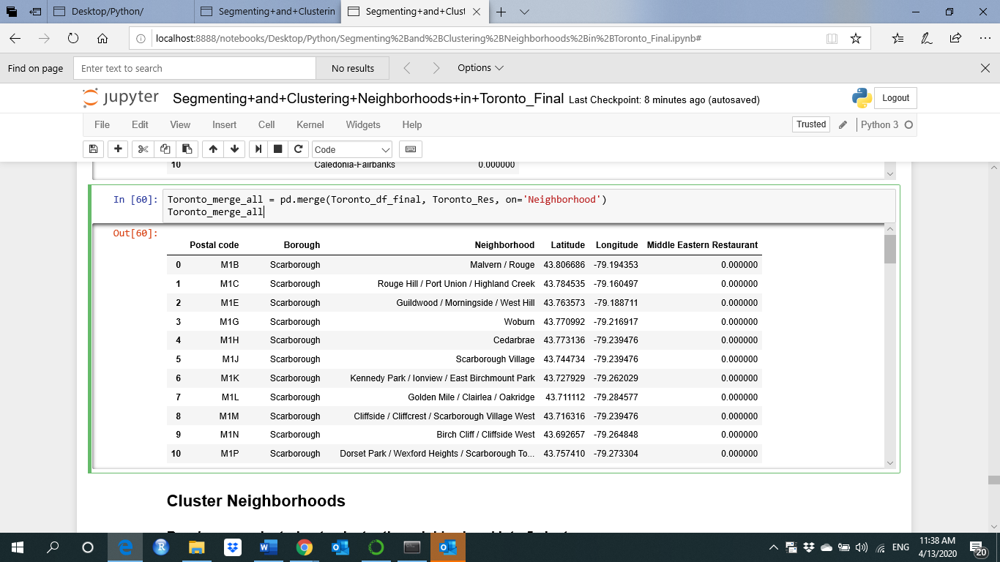 Desktop/Python/
Segmenting+and+Clusterin
Segmenting+and+Clust
localhost:8888/notebooks/Desktop/Python/Segmenting%2Band%2BClustering%2BNeighborhoods%2Bin%2BToronto_Final.ipynb#
Find on page
Enter text to search
No results
Options
jupyter
Segmenting+and+Clustering+Neighborhoods+in+Toronto_Final Last Checkpoint: 8 minutes ago (autosaved)
Logout
File Edit View Insert Cell Kernel Widgets Help
Trusted
Python 3
Code
10 Caledonia-Fairbanks 0.000000
In [60]: Toronto_merge_all = pd.merge(Toronto_df_final, Toronto_Res, on='Neighborhood')
Toronto_merge_all
Out[60]:
Postal code Borough Neighborhood Latitude Longitude Middle Eastern Restaurant
0 M1B Scarborough Malvern / Rouge 43.806686 -79.194353 0.000000
1 M1C Scarborough Rouge Hill / Port Union / Highland Creek 43.784535 -79.160497 0.000000
2 M1E Scarborough Guildwood / Morningside / West Hill 43.763573 -79.188711 0.000000
3 M1G Scarborough Woburn 43.770992 -79.216917 0.000000
4 M1H Scarborough Cedarbrae 43.773136 -79.239476 0.000000
5 M1J Scarborough Scarborough Village 43.744734 -79.239476 0.000000
6 M1K Scarborough Kennedy Park / Ionview / East Birchmount Park 43.727929 -79.262029 0.000000
7 M1L Scarborough Golden Mile / Clairlea / Oakridge 43.711112 -79.284577 0.000000
8 M1M Scarborough Cliffside / Cliffcrest / Scarborough Village West 43.716316 -79.239476 0.000000
9 M1N Scarborough Birch Cliff / Cliffside West 43.692657 -79.264848 0.000000
10 M1P Scarborough Dorset Park / Wexford Heights / Scarborough To... 43.757410 -79.273304 0.000000
Cluster Neighborhoods
ENG
11:38 AM
4/13/2020
20